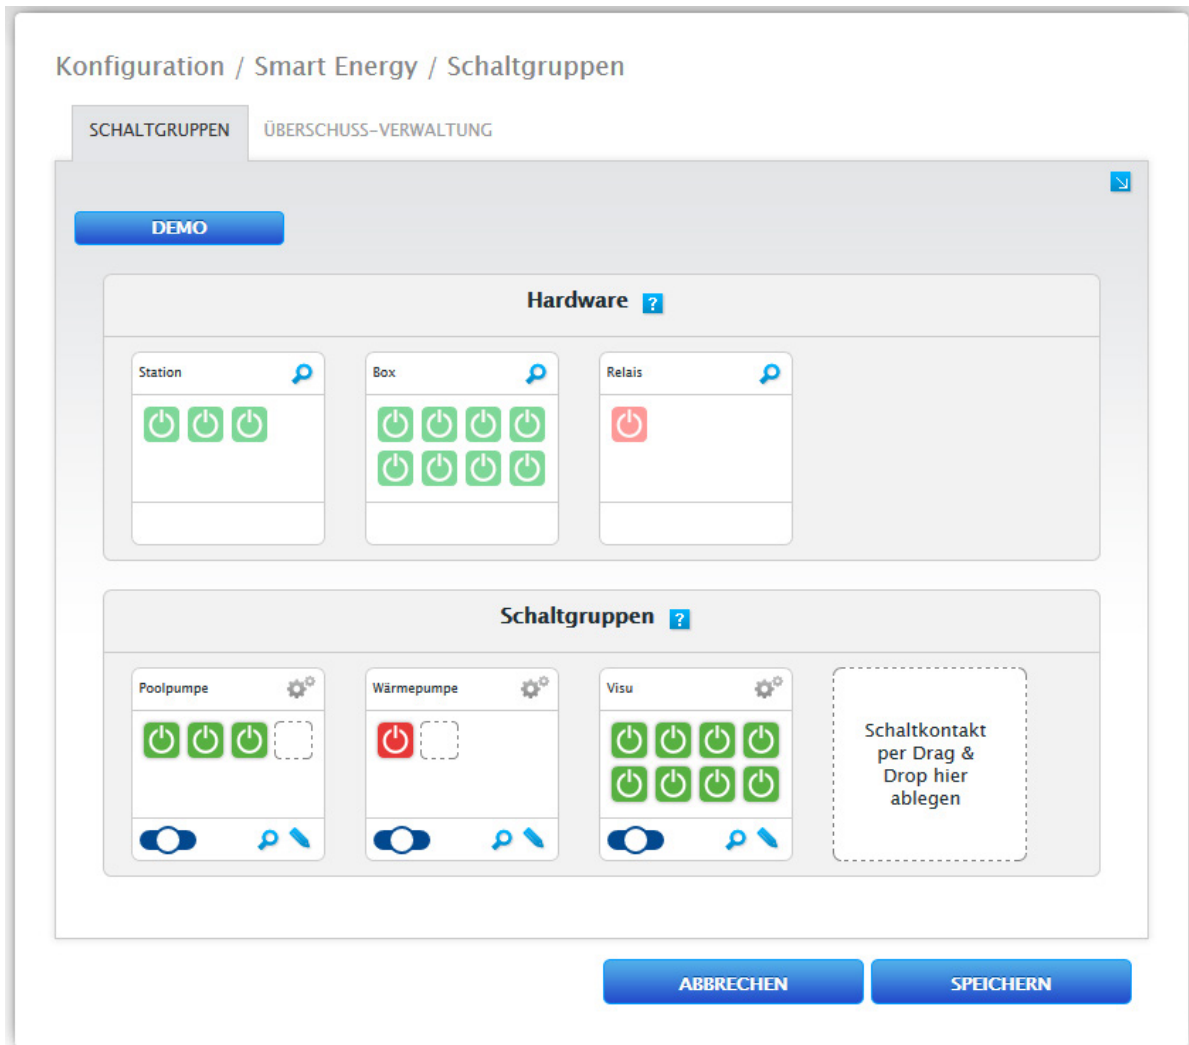 Konfiguration / Smart Energy / Schaltgruppen
SCHALTGRUPPEN ÜBERSCHUSS-VERWALTUNG
DEMO
Hardware ?
Station Box Relais
Schaltgruppen ?
Poolpumpe Wärmepumpe Visu
Schaltkontakt
per Drag &
Drop hier
ablegen
ABBRECHEN SPEICHERN